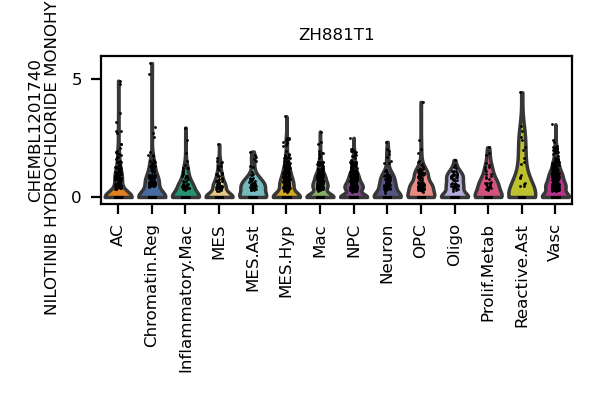 ZH881T1
CHEMBL1201740
NILOTINIB HYDROCHLORIDE MONOHY
5
0
AC
Chromatin.Reg
Inflammatory.Mac
MES
MES.Ast
MES.Hyp
Mac
NPC
Neuron
OPC
Oligo
Prolif.Metab
Reactive.Ast
Vasc